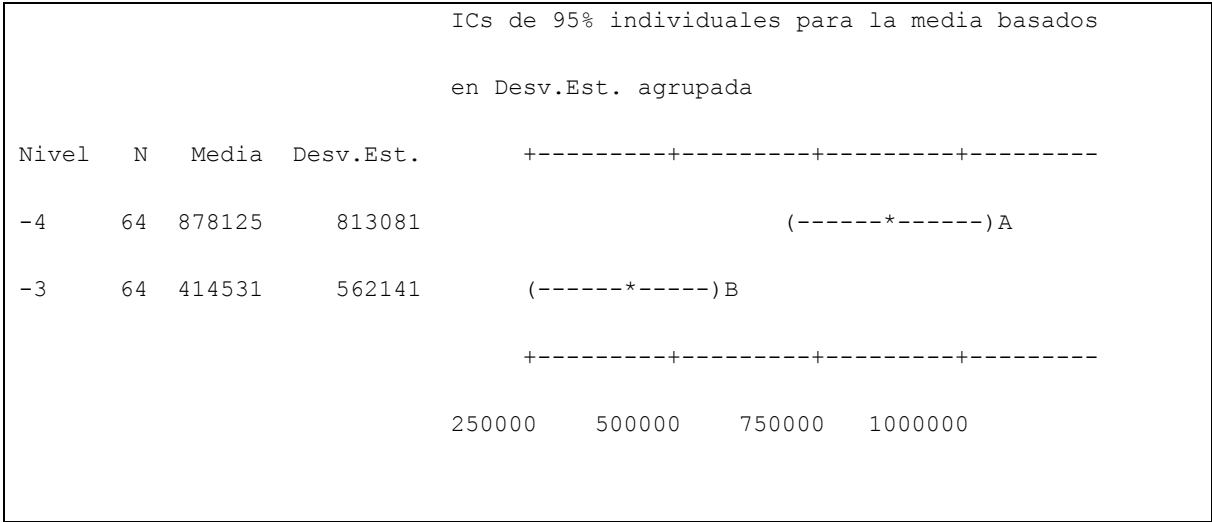 ICs de 95% individuales para la media basados
en Desv.Est. agrupada
Nivel N Media Desv.Est. +---------+---------+---------+---------
-4 64 878125 813081 (------*------)A
-3 64 414531 562141 (------*-----)B
+---------+---------+---------+---------
250000 500000 750000 1000000